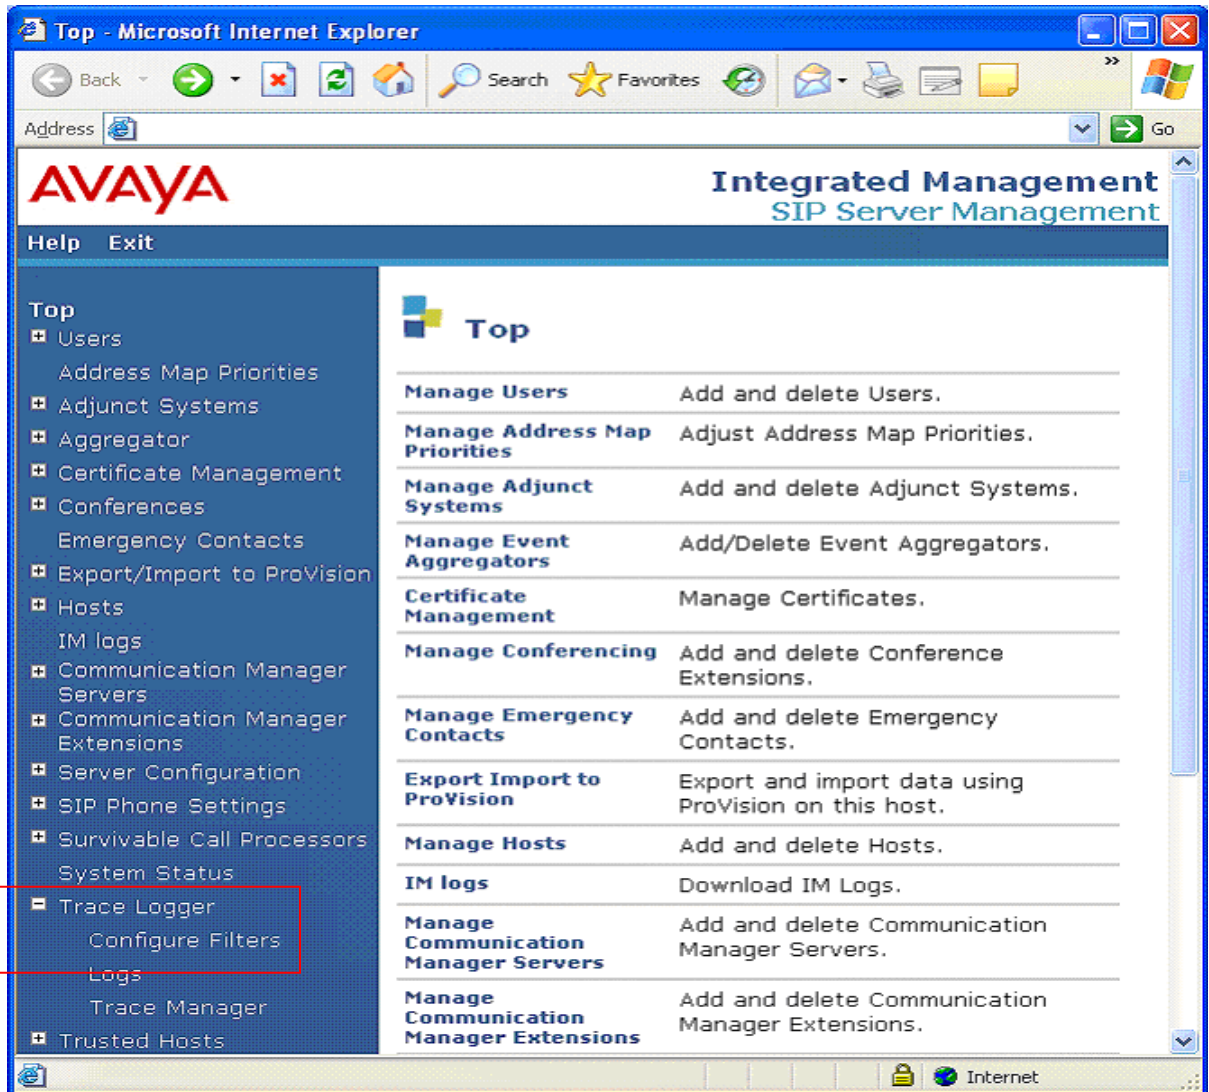 Top - Microsoft Internet Explorer
Back Search Favorites »
Address Go
AVAYA
Integrated Management
SIP Server Management
Help Exit
Top
Users
Address Map Priorities
Adjunct Systems
Aggregator
Certificate Management
Conferences
Emergency Contacts
Export/Import to ProVision
Hosts
IM logs
Communication Manager
Servers
Communication Manager
Extensions
Server Configuration
SIP Phone Settings
Survivable Call Processors
System Status
Trace Logger
Configure Filters
Logs
Trace Manager
Trusted Hosts
Top
Manage Users Add and delete Users.
Manage Address Map Adjust Address Map Priorities.
Priorities
Manage Adjunct Add and delete Adjunct Systems.
Systems
Manage Event Add/Delete Event Aggregators.
Aggregators
Certificate Manage Certificates.
Management
Manage Conferencing Add and delete Conference
Extensions.
Manage Emergency Add and delete Emergency
Contacts Contacts.
Export Import to Export and import data using
ProVision ProVision on this host.
Manage Hosts Add and delete Hosts.
IM logs Download IM Logs.
Manage Add and delete Communication
Communication Manager Servers.
Manager Servers
Manage Add and delete Communication
Communication Manager Extensions.
Manager Extensions
Internet